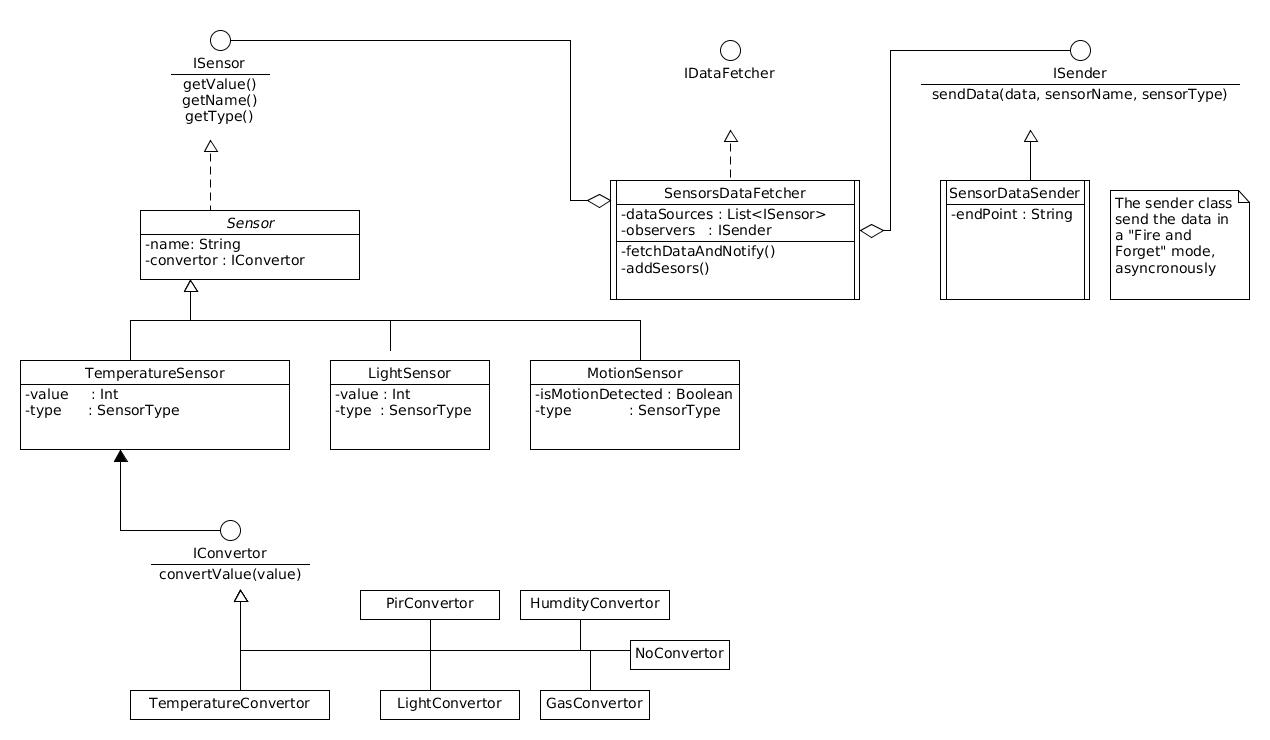 ISensor
getValue()
getName()
getType()
IDataFetcher
ISender
sendData(data, sensorName, sensorType)
Sensor
-name: String
-convertor : IConvertor
SensorsDataFetcher
-dataSources : List<ISensor>
-observers : ISender
-fetchDataAndNotify()
-addSesors()
SensorDataSender
-endPoint : String
The sender class
send the data in
a "Fire and
Forget" mode,
asyncronously
TemperatureSensor
-value : Int
-type : SensorType
LightSensor
-value : Int
-type : SensorType
MotionSensor
-isMotionDetected : Boolean
-type : SensorType
IConvertor
convertValue(value)
PirConvertor
HumdityConvertor
NoConvertor
TemperatureConvertor
LightConvertor
GasConvertor